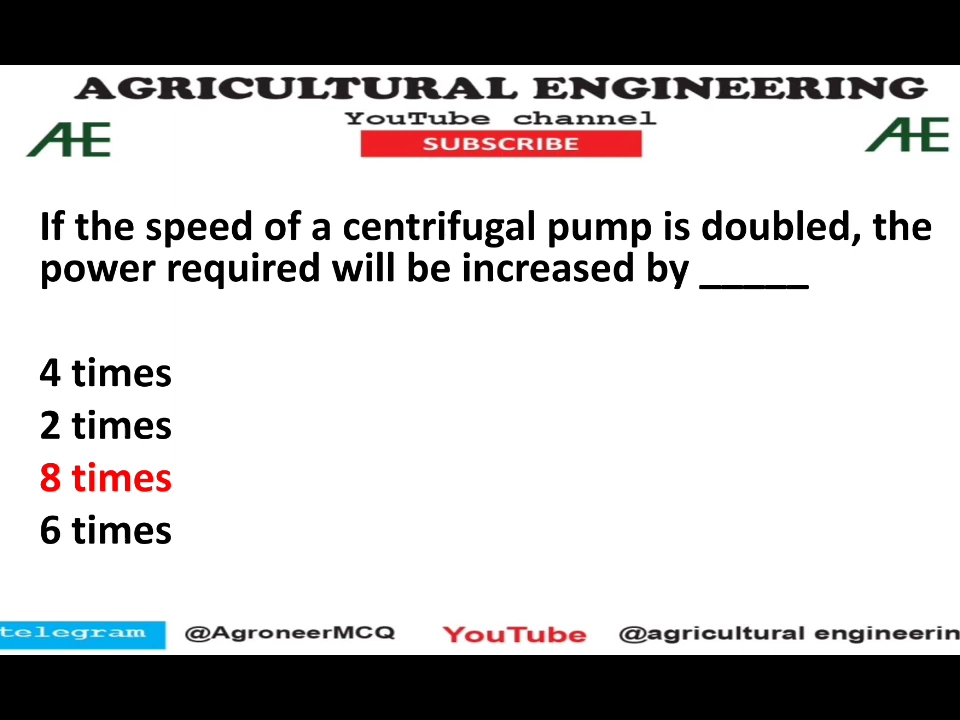 AGRICULTURAL ENGINEERING
YouTube channel
AE
SUBSCRIBE
AE
If the speed of a centrifugal pump is doubled, the
power required will be increased by _____
4 times
2 times
8 times
6 times
telegram @AgroneerMCQ YouTube @agricultural engineerin